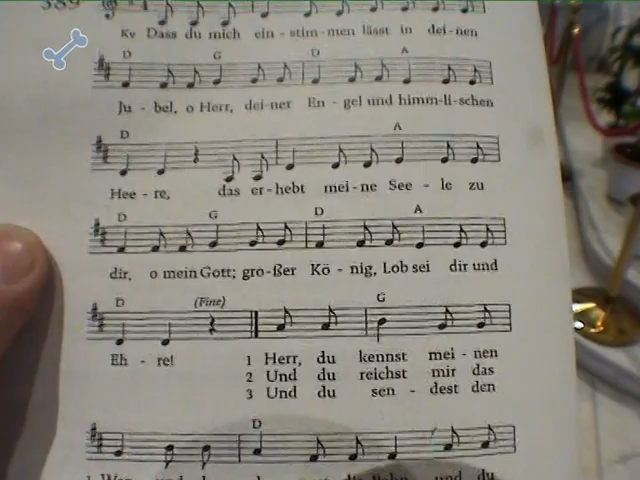 389
Kv Dass du mich ein - stim - men lässt in dei - nen
D G D A
Ju - bel, o Herr, dei - ner En - gel und himm - li - schen
D A
Hee - re, das er - hebt mei - ne See - le zu
D G D A
dir, o mein Gott; gro - ßer Kö - nig, Lob sei dir und
D (Fine) G
Eh - re! 1 Herr, du kennst mei - nen
2 Und du reichst mir das
3 Und du sen - dest den
D